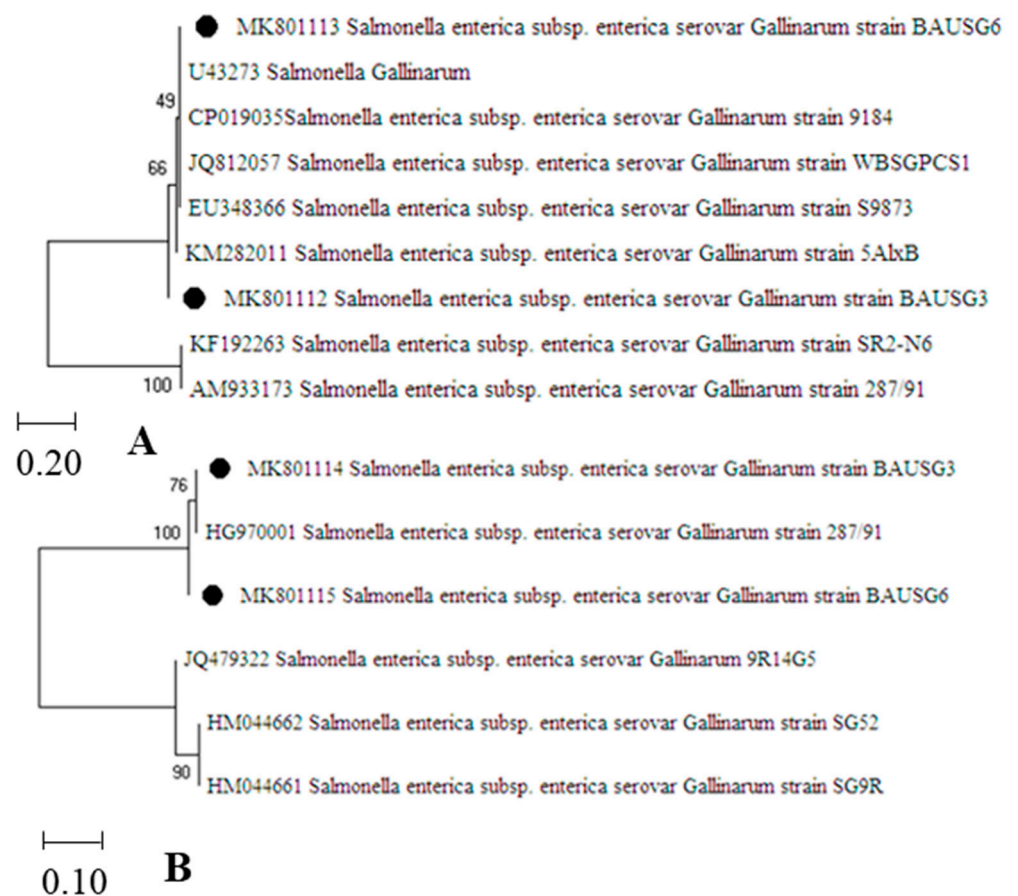 MK801113 Salmonella enterica subsp. enterica serovar Gallinarum strain BAUSG6
U43273 Salmonella Gallinarum
49
CP019035Salmonella enterica subsp. enterica serovar Gallinarum strain 9184
JQ812057 Salmonella enterica subsp. enterica serovar Gallinarum strain WBSGPCS1
66
EU348366 Salmonella enterica subsp. enterica serovar Gallinarum strain S9873
KM282011 Salmonella enterica subsp. enterica serovar Gallinarum strain 5AlxB
MK801112 Salmonella enterica subsp. enterica serovar Gallinarum strain BAUSG3
KF192263 Salmonella enterica subsp. enterica serovar Gallinarum strain SR2-N6
100
AM933173 Salmonella enterica subsp. enterica serovar Gallinarum strain 287/91
0.20
A
MK801114 Salmonella enterica subsp. enterica serovar Gallinarum strain BAUSG3
76
100
HG970001 Salmonella enterica subsp. enterica serovar Gallinarum strain 287/91
MK801115 Salmonella enterica subsp. enterica serovar Gallinarum strain BAUSG6
JQ479322 Salmonella enterica subsp. enterica serovar Gallinarum 9R14G5
HM044662 Salmonella enterica subsp. enterica serovar Gallinarum strain SG52
90
HM044661 Salmonella enterica subsp. enterica serovar Gallinarum strain SG9R
0.10
B